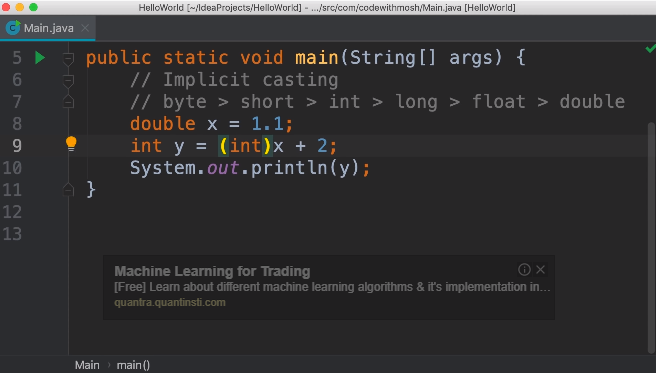 HelloWorld [~/IdeaProjects/HelloWorld] - .../src/com/codewithmosh/Main.java [HelloWorld]
Main.java
5 public static void main(String[] args) {
6 // Implicit casting
7 // byte > short > int > long > float > double
8 double x = 1.1;
9 int y = (int)x + 2;
10 System.out.println(y);
11 }
12
13
Machine Learning for Trading
[Free] Learn about different machine learning algorithms & it's implementation in...
quantra.quantinsti.com
Main › main()